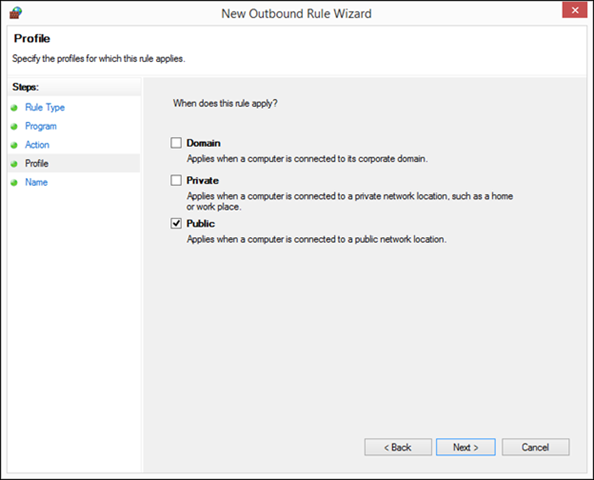 New Outbound Rule Wizard
Profile
Specify the profiles for which this rule applies.
Steps:
Rule Type
Program
Action
Profile
Name
When does this rule apply?
Domain
Applies when a computer is connected to its corporate domain.
Private
Applies when a computer is connected to a private network location, such as a home
or work place.
Public
Applies when a computer is connected to a public network location.
< Back
Next >
Cancel